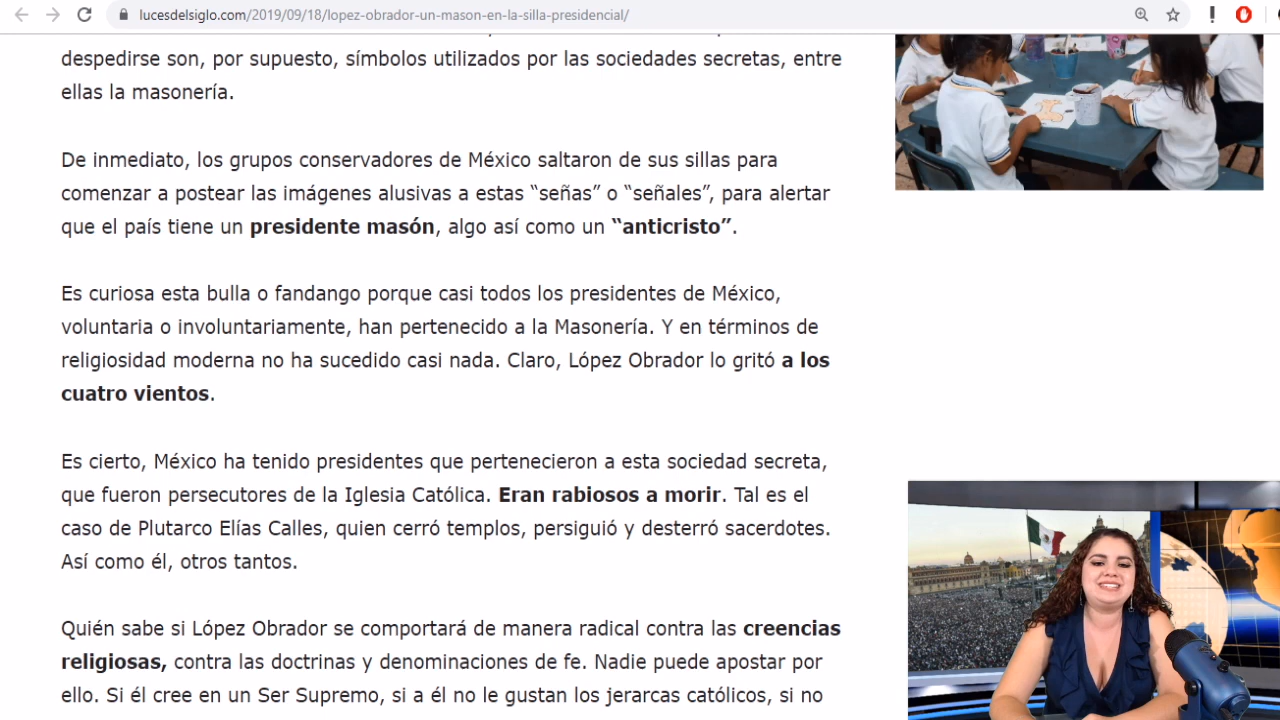 lucesdelsiglo.com/2019/09/18/lopez-obrador-un-mason-en-la-silla-presidencial/
despedirse son, por supuesto, símbolos utilizados por las sociedades secretas, entre
ellas la masonería.
De inmediato, los grupos conservadores de México saltaron de sus sillas para
comenzar a postear las imágenes alusivas a estas “señas” o “señales”, para alertar
que el país tiene un presidente masón, algo así como un “anticristo”.
Es curiosa esta bulla o fandango porque casi todos los presidentes de México,
voluntaria o involuntariamente, han pertenecido a la Masonería. Y en términos de
religiosidad moderna no ha sucedido casi nada. Claro, López Obrador lo gritó a los
cuatro vientos.
Es cierto, México ha tenido presidentes que pertenecieron a esta sociedad secreta,
que fueron persecutores de la Iglesia Católica. Eran rabiosos a morir. Tal es el
caso de Plutarco Elías Calles, quien cerró templos, persiguió y desterró sacerdotes.
Así como él, otros tantos.
Quién sabe si López Obrador se comportará de manera radical contra las creencias
religiosas, contra las doctrinas y denominaciones de fe. Nadie puede apostar por
ello. Si él cree en un Ser Supremo, si a él no le gustan los jerarcas católicos, si no